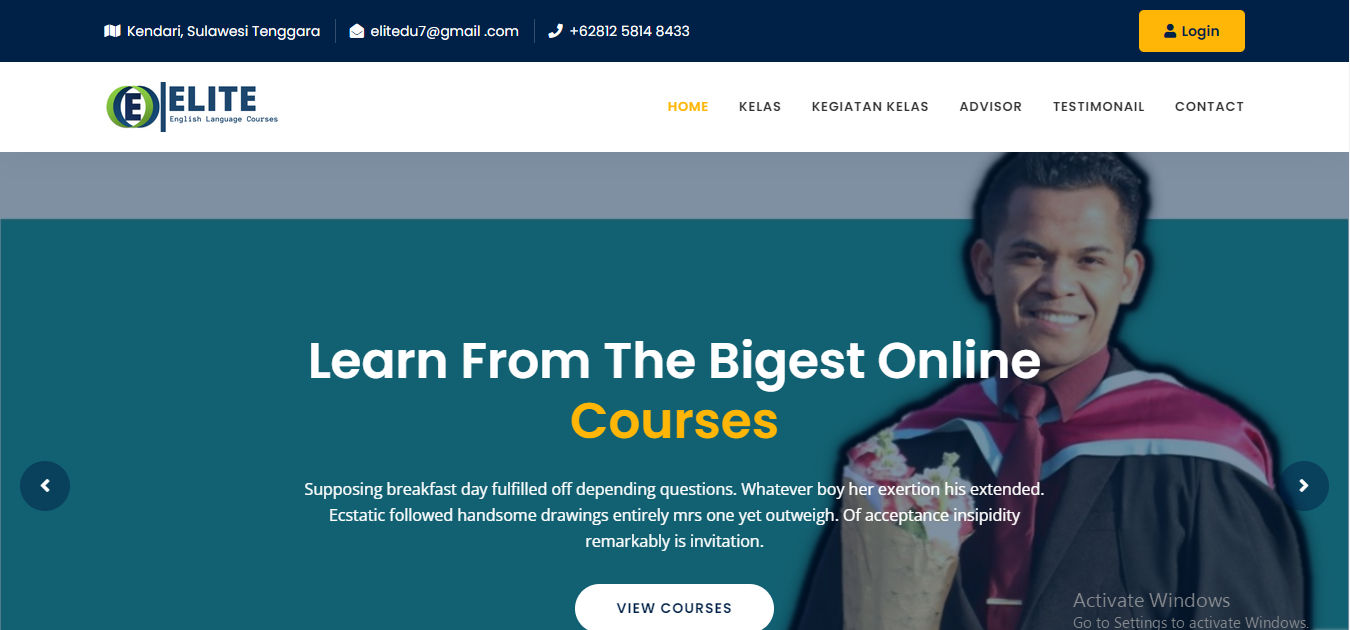 Kendari, Sulawesi Tenggara
elitedu7@gmail .com
+62812 5814 8433
Login
E
ELITE
English Language Courses
HOME
KELAS
KEGIATAN KELAS
ADVISOR
TESTIMONAIL
CONTACT
Learn From The Bigest Online
Courses
Supposing breakfast day fulfilled off depending questions. Whatever boy her exertion his extended.
Ecstatic followed handsome drawings entirely mrs one yet outweigh. Of acceptance insipidity
remarkably is invitation.
VIEW COURSES
Activate Windows
Go to Settings to activate Windows.